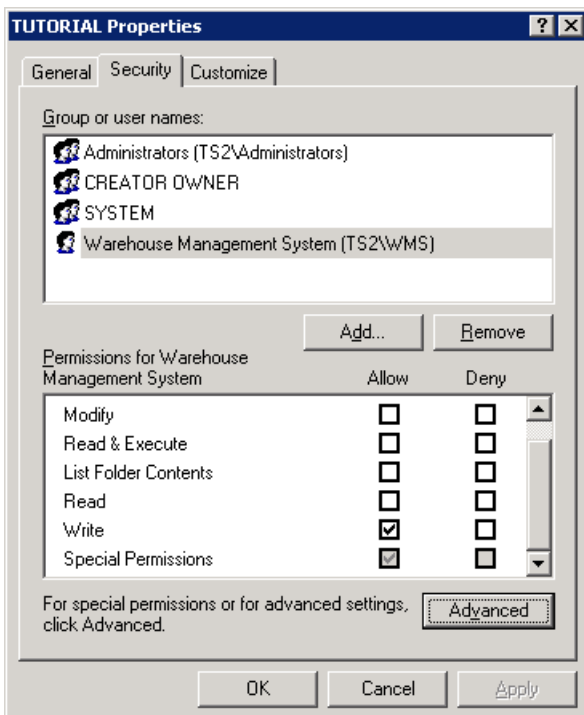 TUTORIAL Properties
General Security Customize
Group or user names:
Administrators (TS2\Administrators)
CREATOR OWNER
SYSTEM
Warehouse Management System (TS2\WMS)
Add... Remove
Permissions for Warehouse
Management System Allow Deny
Modify
Read & Execute
List Folder Contents
Read
Write
Special Permissions
For special permissions or for advanced settings,
click Advanced.
Advanced
OK Cancel Apply